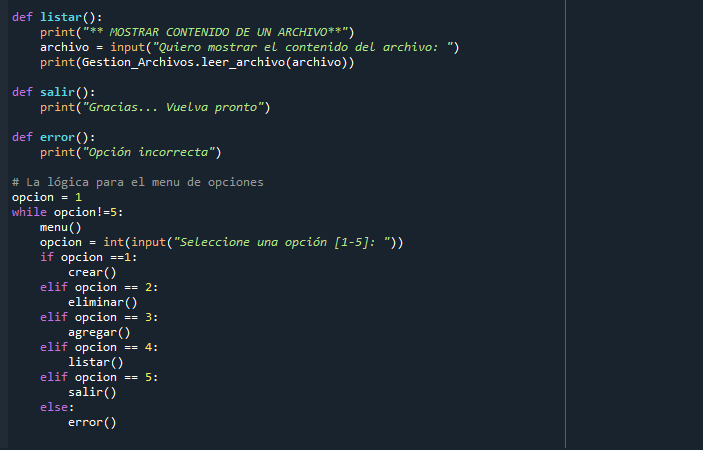 def listar():
    print("** MOSTRAR CONTENIDO DE UN ARCHIVO**")
    archivo = input("Quiero mostrar el contenido del archivo: ")
    print(Gestion_Archivos.leer_archivo(archivo))

def salir():
    print("Gracias... Vuelva pronto")

def error():
    print("Opción incorrecta")

# La lógica para el menu de opciones
opcion = 1
while opcion!=5:
    menu()
    opcion = int(input("Seleccione una opción [1-5]: "))
    if opcion ==1:
        crear()
    elif opcion == 2:
        eliminar()
    elif opcion == 3:
        agregar()
    elif opcion == 4:
        listar()
    elif opcion == 5:
        salir()
    else:
        error()